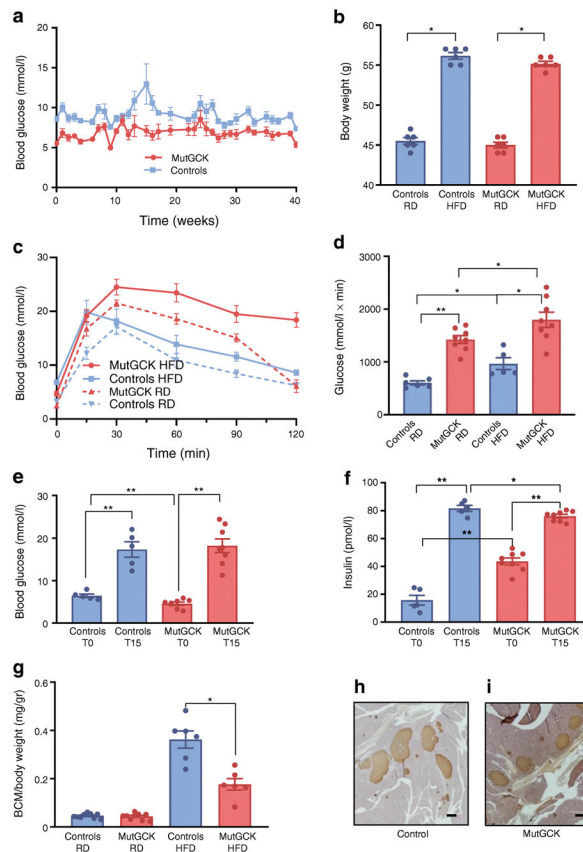 a
Blood glucose (mmol/l)
20
15
10
5
0
MutGCK
Controls
0
10
20
30
40
Time (weeks)
b
Body weight (g)
60
55
50
45
40
*
*
Controls RD
Controls HFD
MutGCK RD
MutGCK HFD
c
Blood glucose (mmol/l)
30
20
10
0
MutGCK HFD
Controls HFD
MutGCK RD
Controls RD
0
30
60
90
120
Time (min)
d
Glucose (mmol/l × min)
3000
2000
1000
0
*
*
*
**
Controls RD
MutGCK RD
Controls HFD
MutGCK HFD
e
Blood glucose (mmol/l)
30
20
10
0
**
**
**
Controls T0
Controls T15
MutGCK T0
MutGCK T15
f
Insulin (pmol/l)
100
80
60
40
20
0
**
*
**
**
Controls T0
Controls T15
MutGCK T0
MutGCK T15
g
BCM/body weight (mg/gr)
0.6
0.4
0.2
0
*
Controls RD
MutGCK RD
Controls HFD
MutGCK HFD
h
Control
i
MutGCK